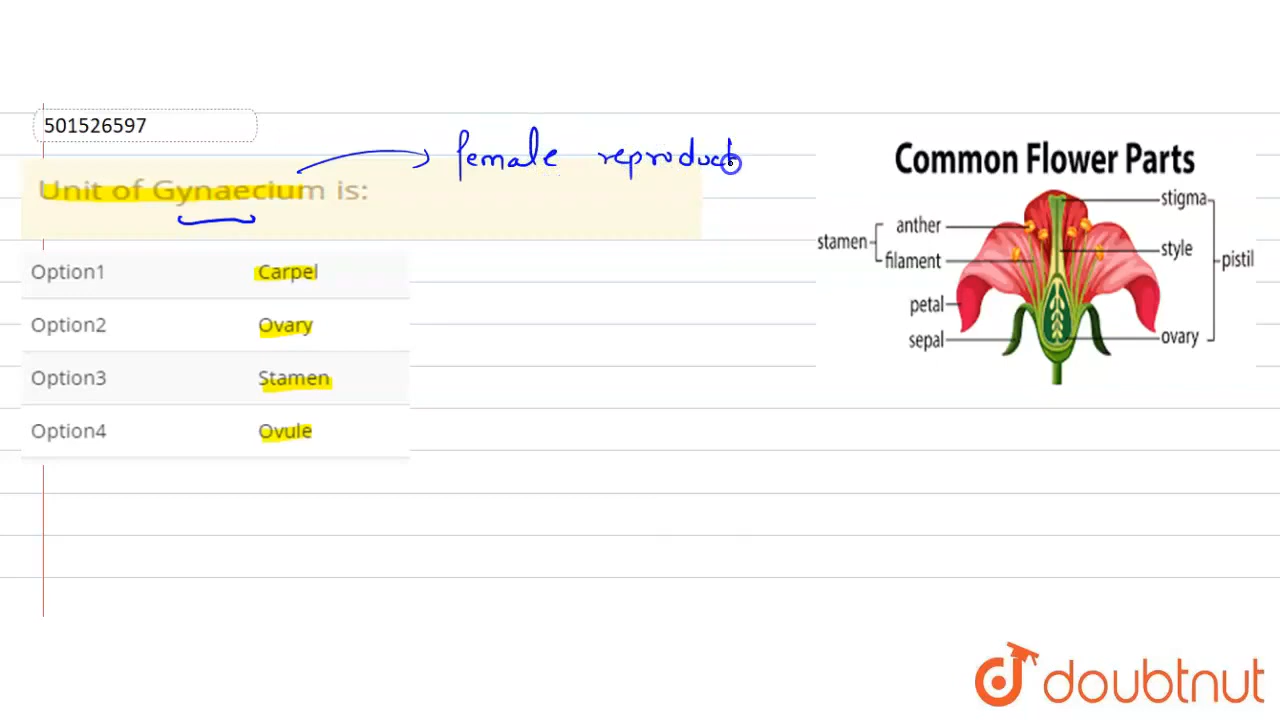 501526597
female reproduct
Unit of Gynaecium is:
Option1 Carpel
Option2 Ovary
Option3 Stamen
Option4 Ovule
Common Flower Parts
stigma
anther
stamen
style
filament
pistil
petal
sepal
ovary
doubtnut